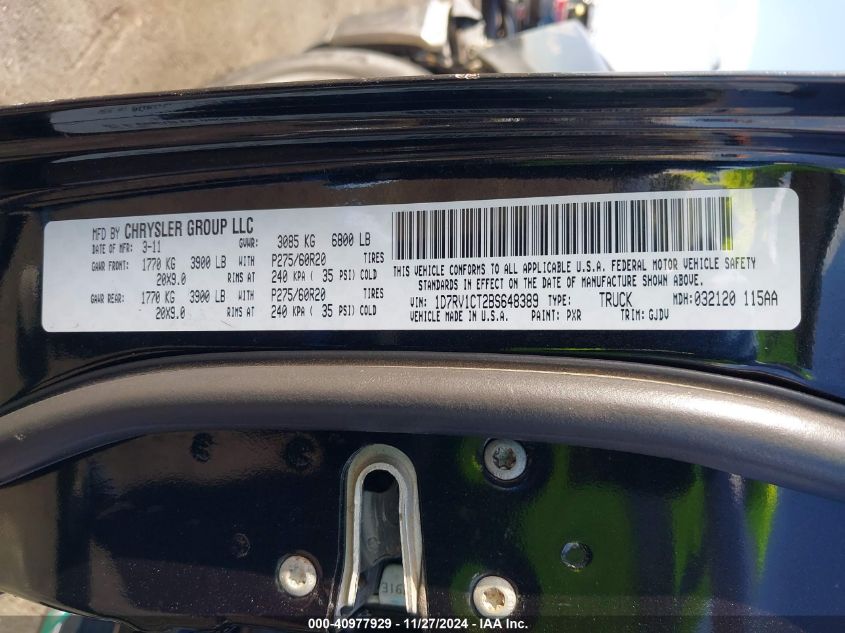 MFD BY CHRYSLER GROUP LLC
DATE OF MFR: 3-11 GVWR: 3085 KG 6800 LB
GAWR FRONT: 1770 KG 3900 LB WITH P275/60R20 TIRES
20X9.0 RIMS AT 240 KPA ( 35 PSI) COLD
GAWR REAR: 1770 KG 3900 LB WITH P275/60R20 TIRES
20X9.0 RIMS AT 240 KPA ( 35 PSI) COLD
THIS VEHICLE CONFORMS TO ALL APPLICABLE U.S.A. FEDERAL MOTOR VEHICLE SAFETY
STANDARDS IN EFFECT ON THE DATE OF MANUFACTURE SHOWN ABOVE.
VIN: 1D7RV1CT2BS648389 TYPE: TRUCK MDH: 032120 115AA
VEHICLE MADE IN U.S.A. PAINT: PXR TRIM: GJDV
000-40977929 - 11/27/2024 - IAA Inc.